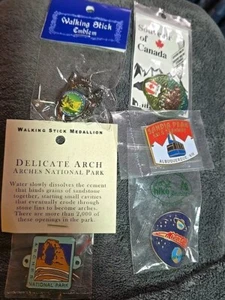 Walking Stick
Emblem
Souvenir
of Canada
WALKING STICK MEDALLION
DELICATE ARCH
ARCHES NATIONAL PARK
Water slowly dissolves the cement
that binds grains of sandstone
together, starting small cavities
that eventually erode through
stone fins to become arches.
There are more than 2,000 of
these openings in the park.
ALBUQUERQUE, NM
NATIONAL PARK